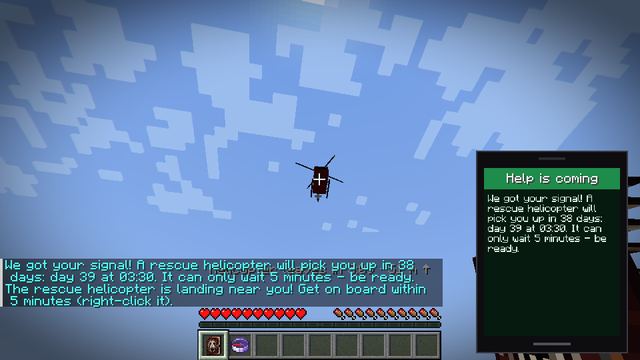 Help is coming
We got your signal! A
rescue helicopter will
pick you up in 38
days: day 39 at 03:30. It
can only wait 5 minutes - be
ready.
We got your signal! A rescue helicopter will pick you up in 38
days: day 39 at 03:30. It can only wait 5 minutes - be ready.
The rescue helicopter is landing near you! Get on board within
5 minutes (right-click it).